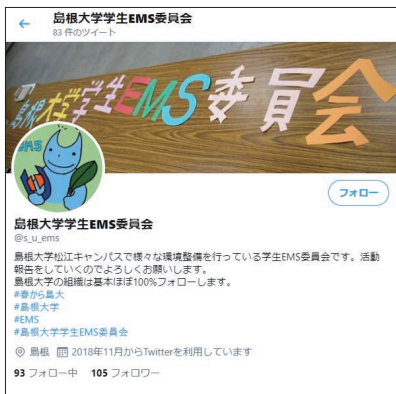 島根大学学生EMS委員会
83 件のツイート
島根大学学生EMS委員会
EMS
フォロー
島根大学学生EMS委員会
@s_u_ems
島根大学松江キャンパスで様々な環境整備を行っている学生EMS委員会です。活動
報告をしていくのでよろしくお願いします。
島根大学の組織は基本ほぼ100%フォローします。
#春から島大
#島根大学
#EMS
#島根大学学生EMS委員会
島根 2018年11月からTwitterを利用しています
93 フォロー中 105 フォロワー